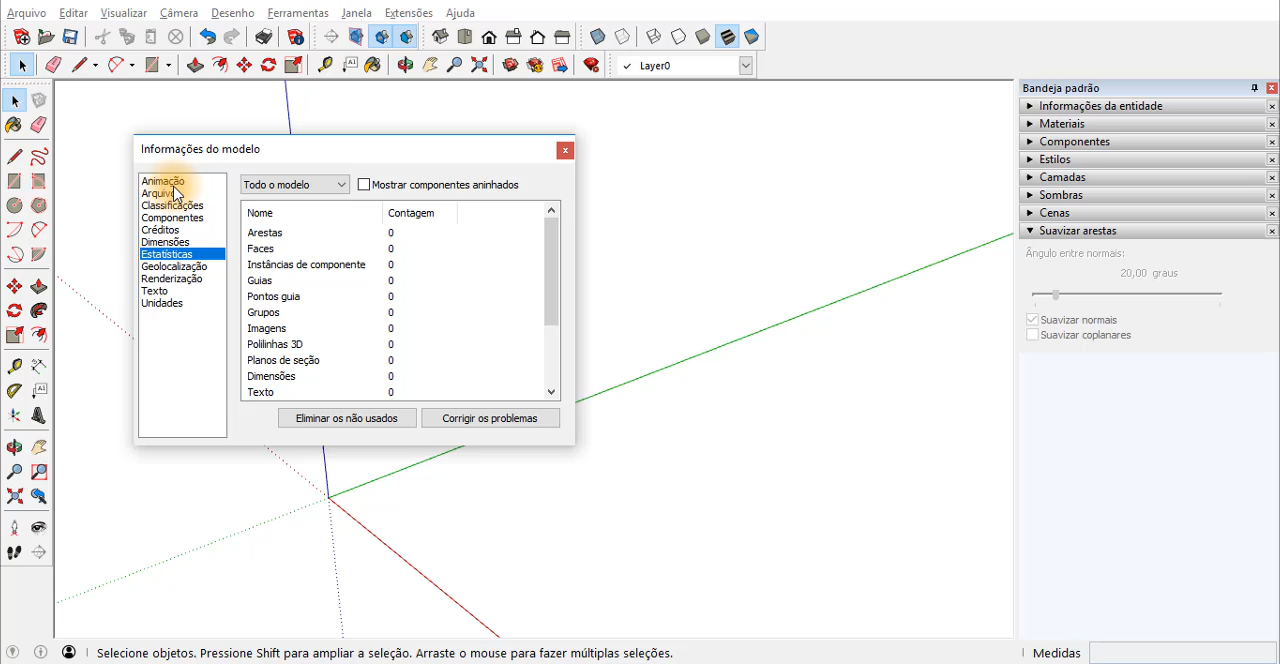 Arquivo Editar Visualizar Câmera Desenho Ferramentas Janela Extensões Ajuda
Layer0
Bandeja padrão
Informações da entidade
Materiais
Componentes
Estilos
Camadas
Sombras
Cenas
Suavizar arestas
Ângulo entre normais:
20,00 graus
Suavizar normais
Suavizar coplanares
Informações do modelo
Animação
Arquivo
Classificações
Componentes
Créditos
Dimensões
Estatísticas
Geolocalização
Renderização
Texto
Unidades
Todo o modelo Mostrar componentes aninhados
Nome Contagem
Arestas 0
Faces 0
Instâncias de componente 0
Guias 0
Pontos guia 0
Grupos 0
Imagens 0
Polilinhas 3D 0
Planos de seção 0
Dimensões 0
Texto 0
Eliminar os não usados Corrigir os problemas
Selecione objetos. Pressione Shift para ampliar a seleção. Arraste o mouse para fazer múltiplas seleções. Medidas